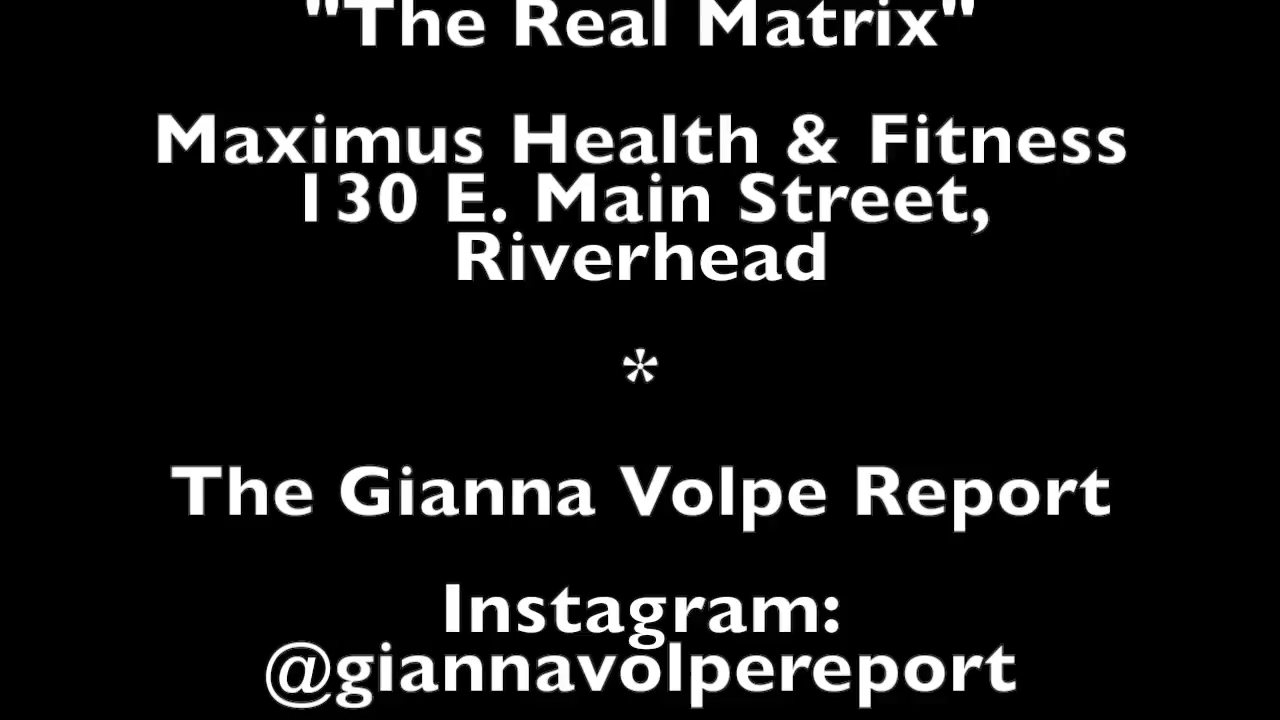 "The Real Matrix"
Maximus Health & Fitness
130 E. Main Street,
Riverhead
*
The Gianna Volpe Report
Instagram:
@giannavolpereport